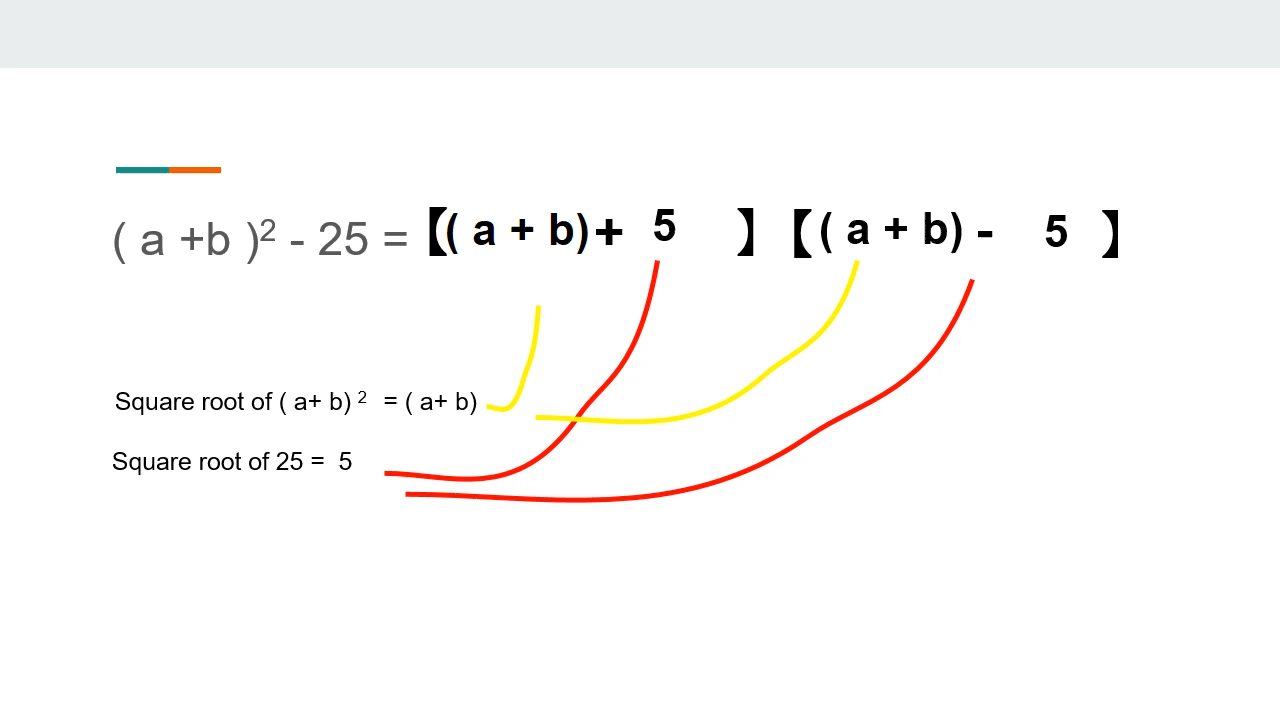 ( a +b )² - 25 = 【( a + b)+ 5 】【( a + b) - 5 】
Square root of ( a+ b) ² = ( a+ b)
Square root of 25 = 5